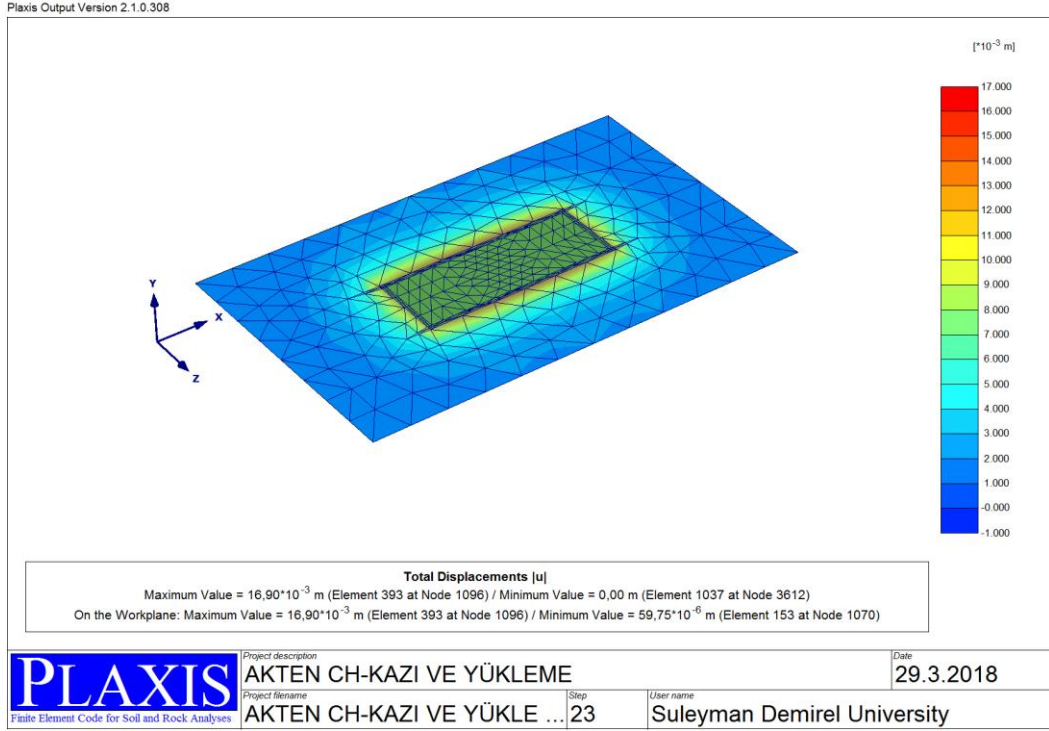 Plaxis Output Version 2.1.0.308
[*10⁻³ m]
17.000
16.000
15.000
14.000
13.000
12.000
11.000
10.000
9.000
8.000
7.000
6.000
5.000
4.000
3.000
2.000
1.000
-0.000
-1.000
Y
X
Z
Total Displacements |u|
Maximum Value = 16,90*10⁻³ m (Element 393 at Node 1096) / Minimum Value = 0,00 m (Element 1037 at Node 3612)
On the Workplane: Maximum Value = 16,90*10⁻³ m (Element 393 at Node 1096) / Minimum Value = 59,75*10⁻⁶ m (Element 153 at Node 1070)
PLAXIS
Finite Element Code for Soil and Rock Analyses
Project description
AKTEN CH-KAZI VE YÜKLEME
Date
29.3.2018
Project filename
AKTEN CH-KAZI VE YÜKLE ...
Step
23
User name
Suleyman Demirel University